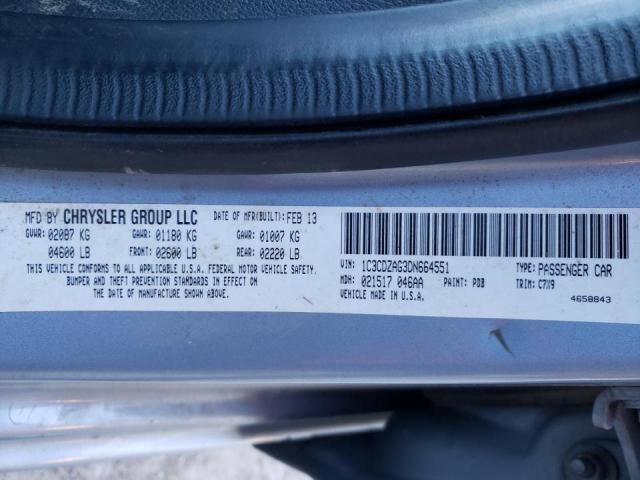 MFD BY CHRYSLER GROUP LLC DATE OF MFR(BUILT): FEB 13
GVWR: 02087 KG GAWR: 01180 KG GAWR: 01007 KG
04600 LB FRONT: 02600 LB REAR: 02220 LB
THIS VEHICLE CONFORMS TO ALL APPLICABLE U.S.A. FEDERAL MOTOR VEHICLE SAFETY,
BUMPER AND THEFT PREVENTION STANDARDS IN EFFECT ON
THE DATE OF MANUFACTURE SHOWN ABOVE.
VIN: 1C3CDZAG3DN664551 TYPE: PASSENGER CAR
MDH: 021517 046AA PAINT: PDB TRIM: C7X9
VEHICLE MADE IN U.S.A. 4658843